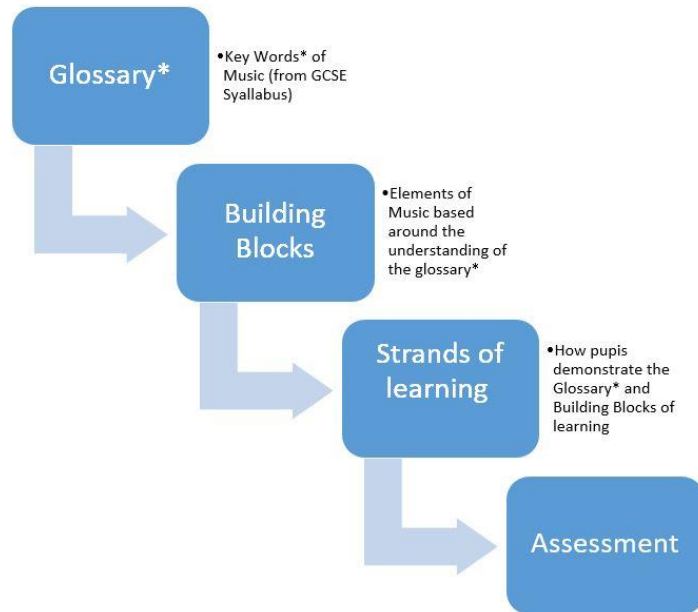 Glossary*
•Key Words* of
Music (from GCSE
Syallabus)
Building
Blocks
•Elements of
Music based
around the
understanding of
the glossary*
Strands of
learning
•How pupis
demonstrate the
Glossary* and
Building Blocks of
learning
Assessment